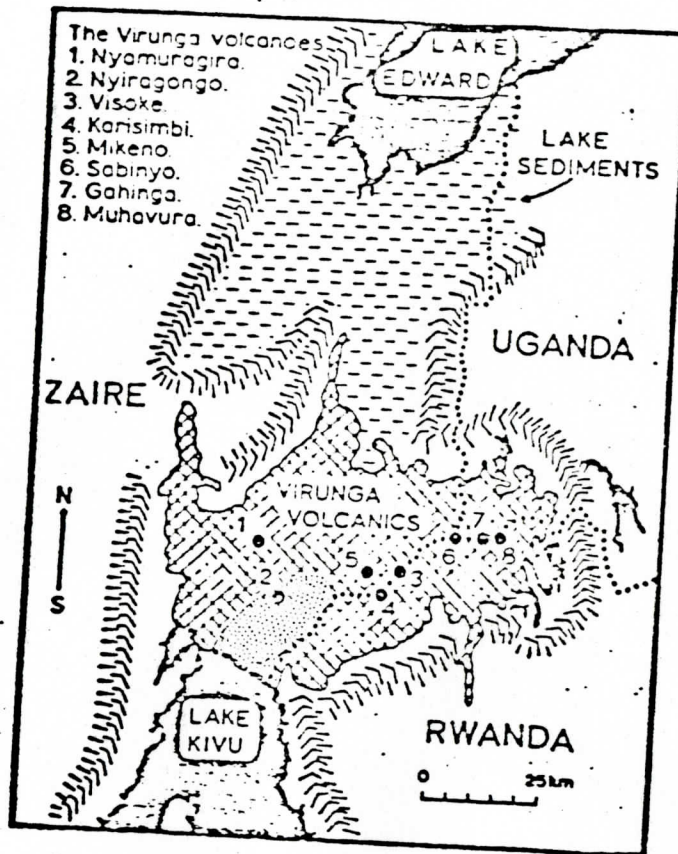 The Virunga volcanoes
1. Nyamuragira.
2. Nyiragongo.
3. Visoke.
4. Karisimbi.
5. Mikeno.
6. Sabinyo.
7. Gahinga.
8. Muhavura.
LAKE
EDWARD
LAKE
SEDIMENTS
UGANDA
ZAIRE
N
S
VIRUNGA
VOLCANICS
1
2
5
3
4
6
7
8
LAKE
KIVU
RWANDA
0 25 km